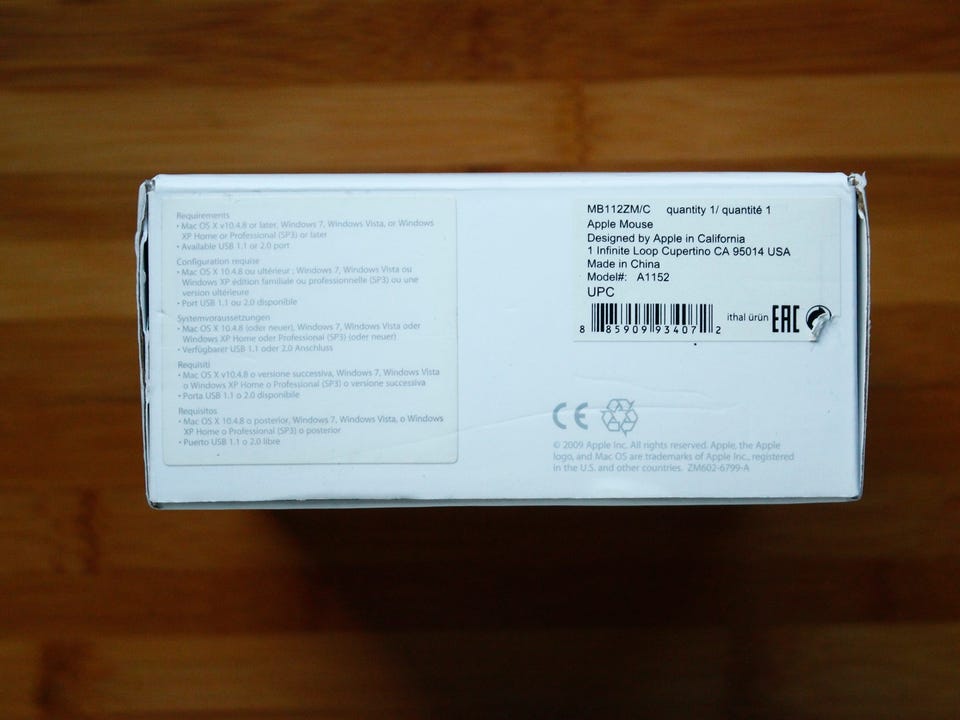 Requirements
• Mac OS X v10.4.8 or later, Windows 7, Windows Vista, or Windows
XP Home or Professional (SP3) or later
• Available USB 1.1 or 2.0 port
Configuration requise
• Mac OS X 10.4.8 ou ultérieur ; Windows 7, Windows Vista ou
Windows XP édition familiale ou professionnelle (SP3) ou une
version ultérieure
• Port USB 1.1 ou 2.0 disponible
Systemvoraussetzungen
• Mac OS X 10.4.8 (oder neuer), Windows 7, Windows Vista oder
Windows XP Home oder Professional (SP3) (oder neuer)
• Verfügbarer USB 1.1 oder 2.0 Anschluss
Requisiti
• Mac OS X v10.4.8 o versione successiva, Windows 7, Windows Vista
o Windows XP Home o Professional (SP3) o versione successiva
• Porta USB 1.1 o 2.0 disponibile
Requisitos
• Mac OS X 10.4.8 o posterior, Windows 7, Windows Vista, o Windows
XP Home o Professional (SP3) o posterior
• Puerto USB 1.1 o 2.0 libre
MB112ZM/C quantity 1/ quantité 1
Apple Mouse
Designed by Apple in California
1 Infinite Loop Cupertino CA 95014 USA
Made in China
Model#: A1152
UPC
8 85909 93407 2
ithal ürün EAC
CE
© 2009 Apple Inc. All rights reserved. Apple, the Apple
logo, and Mac OS are trademarks of Apple Inc., registered
in the U.S. and other countries. ZM602-6799-A